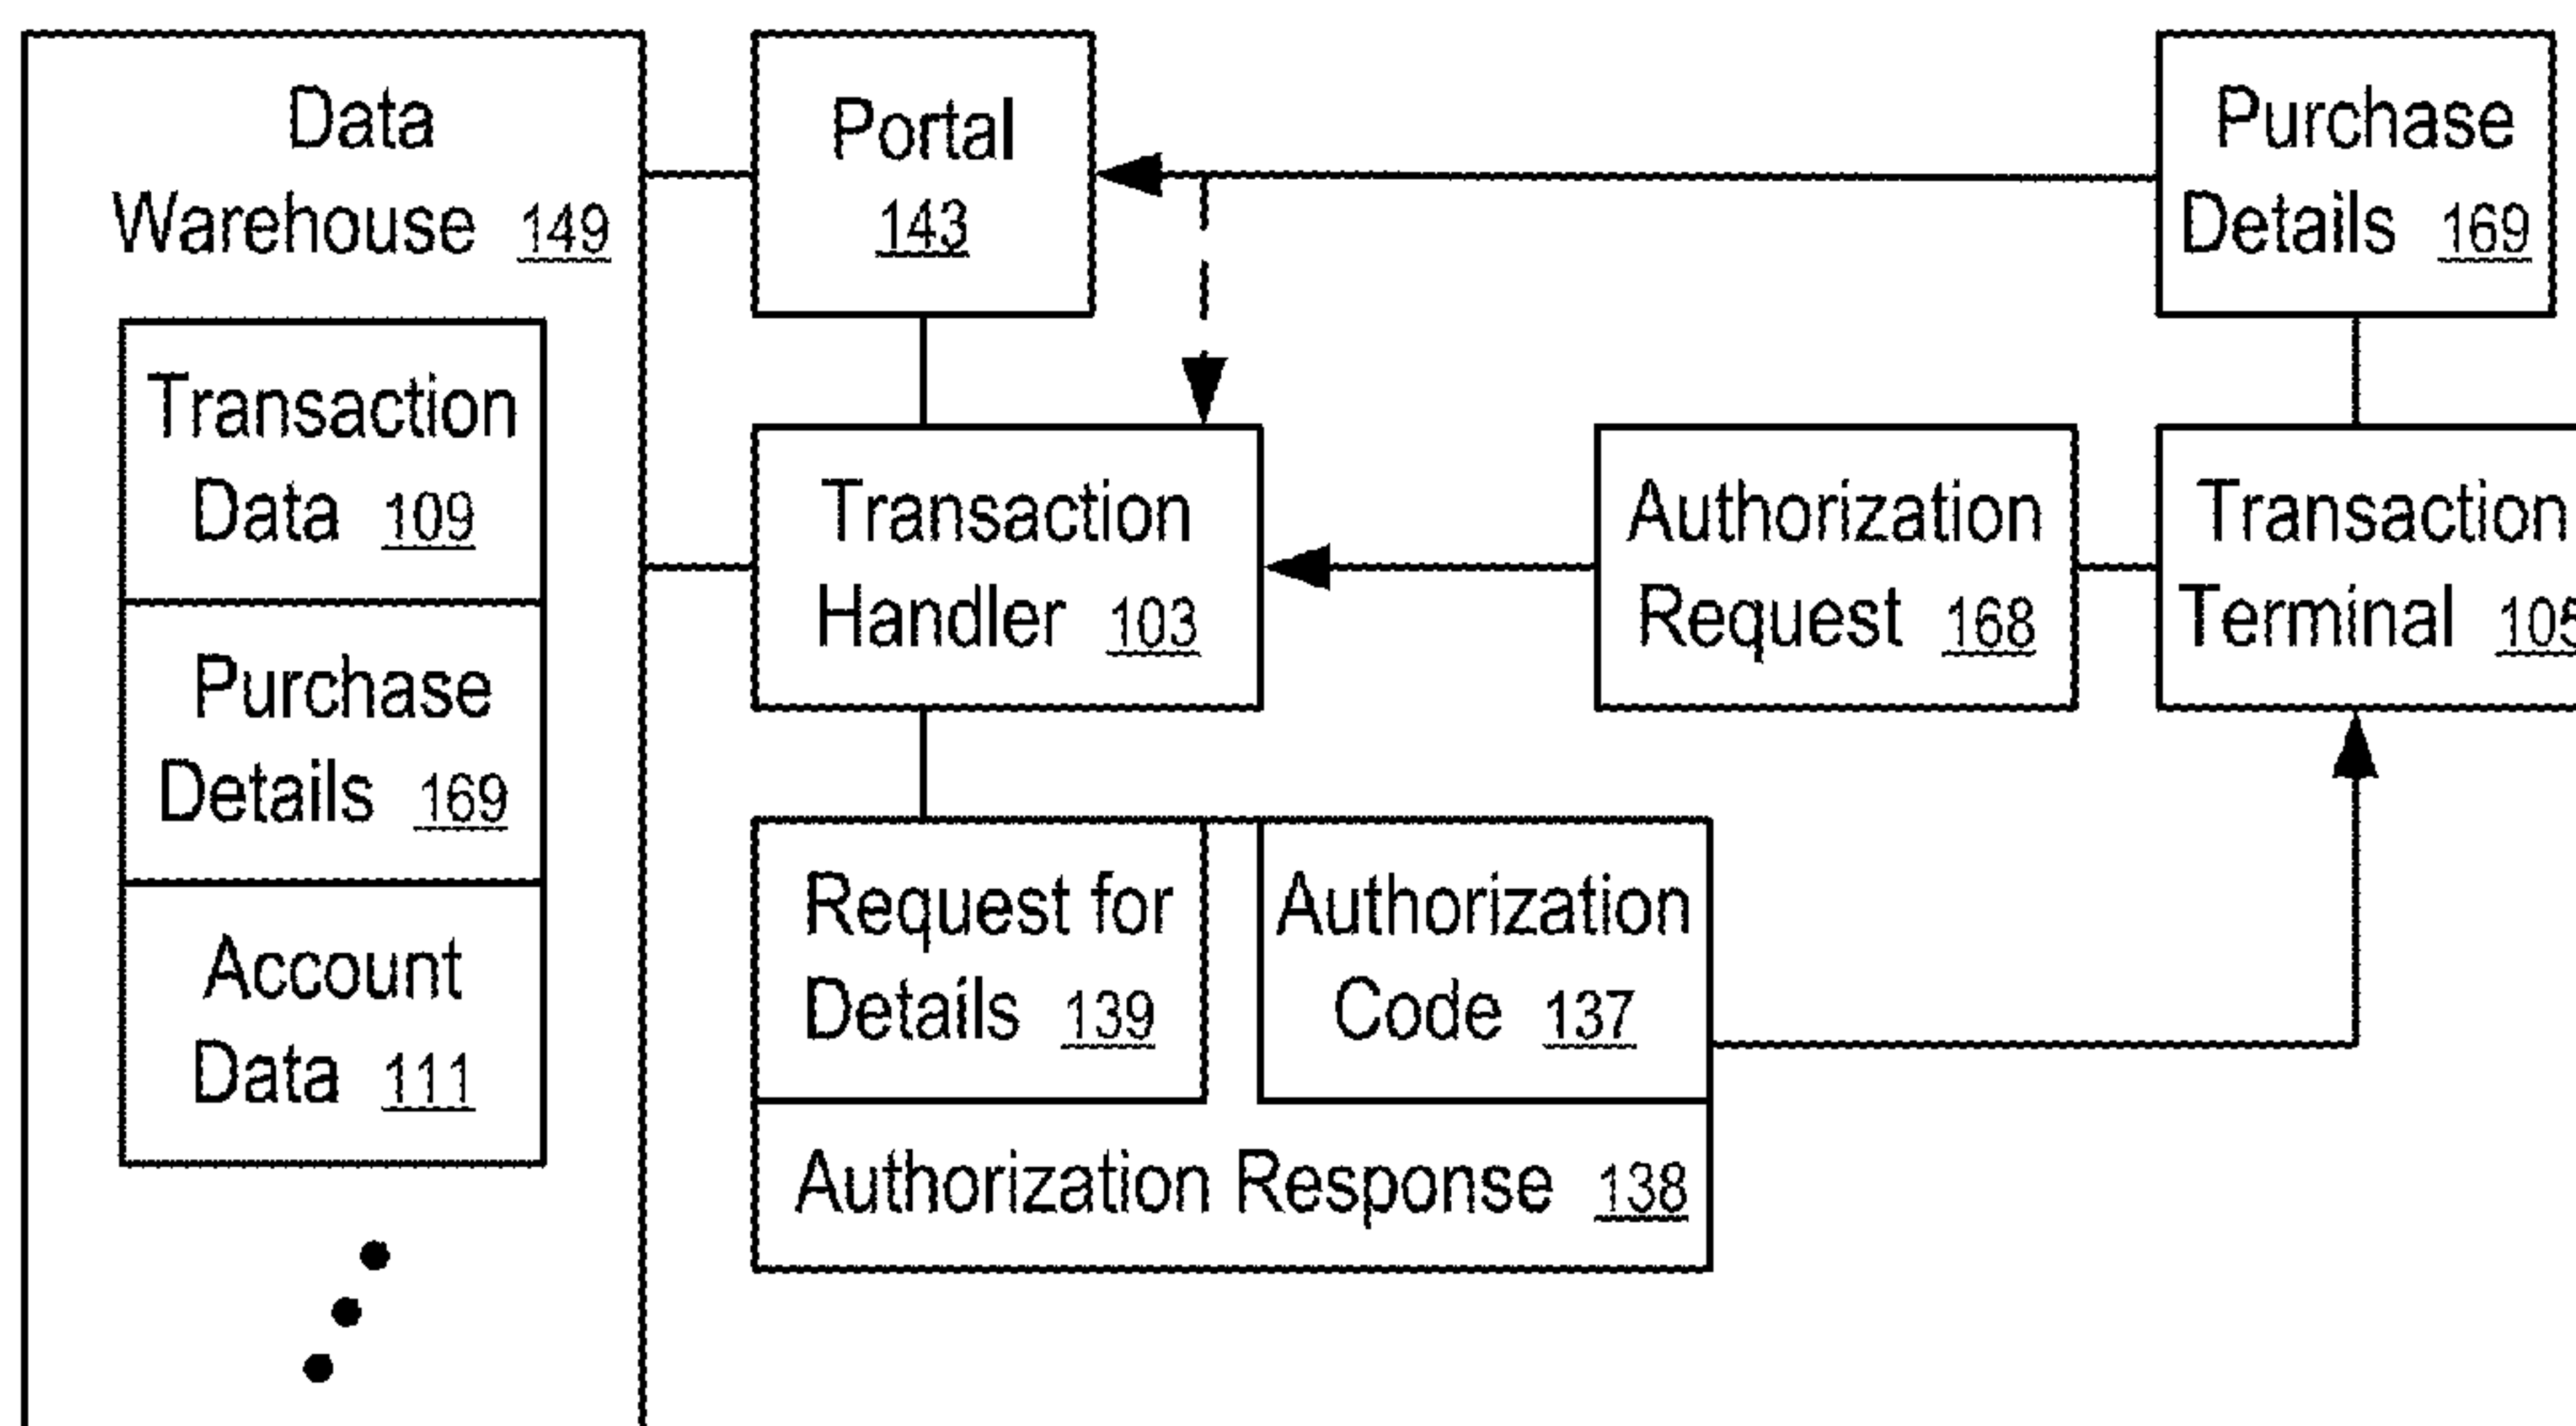 Data
Warehouse 149
Transaction
Data 109
Purchase
Details 169
Account
Data 111
Portal
143
Purchase
Details 169
Transaction
Handler 103
Authorization
Request 168
Transaction
Terminal 105
Request for
Details 139
Authorization
Code 137
Authorization Response 138